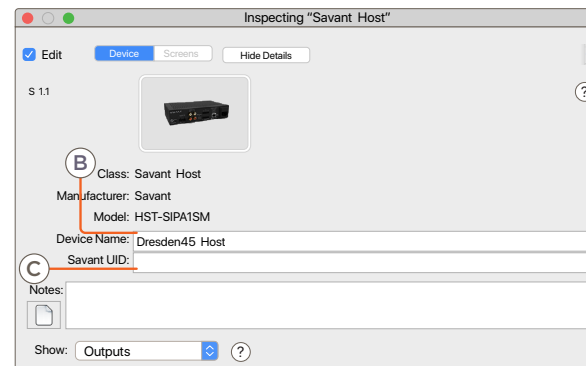 Inspecting “Savant Host”
Edit Device Screens Hide Details
S 1.1
?
B
Class: Savant Host
Manufacturer: Savant
Model: HST-SIPA1SM
Device Name: Dresden45 Host
C Savant UID:
Notes:
Show: Outputs ?